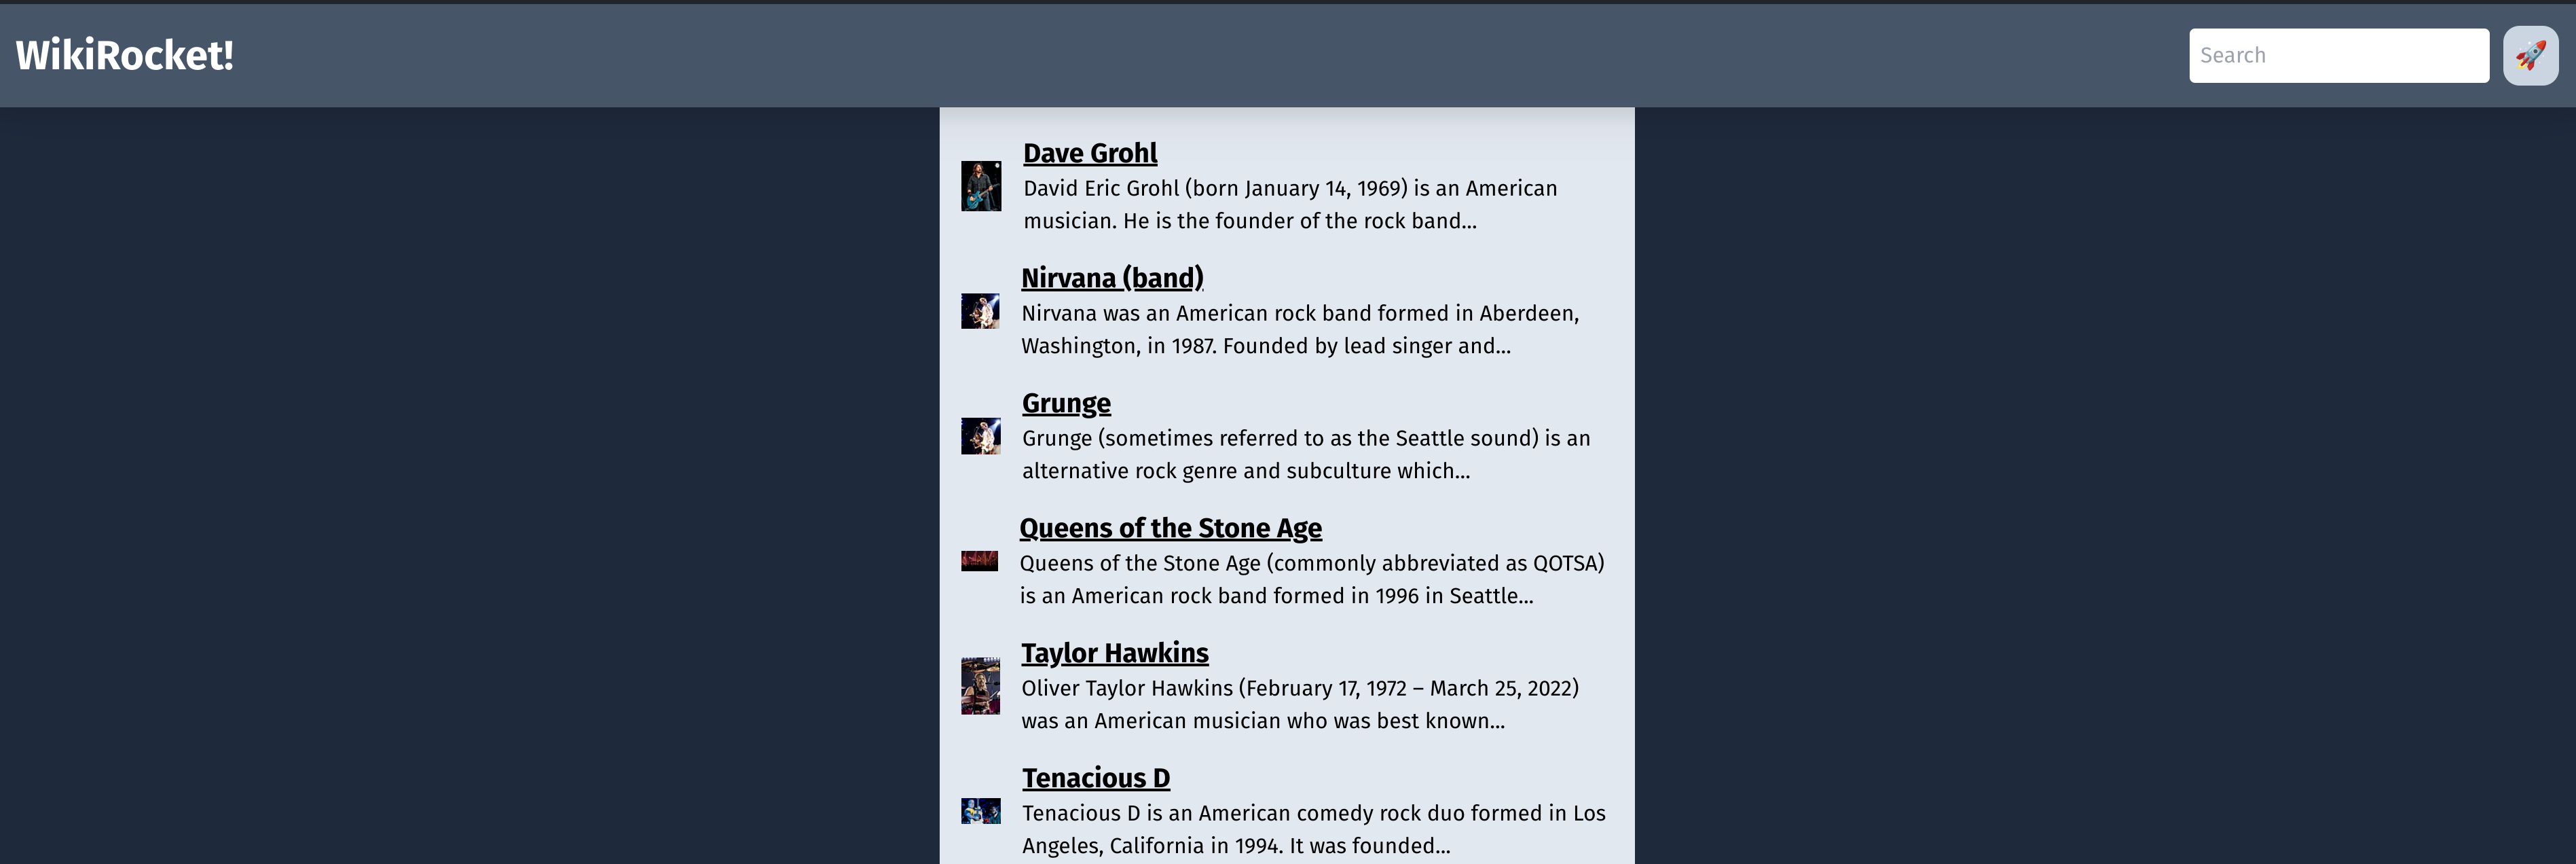 WikiRocket!
Search
Dave Grohl
David Eric Grohl (born January 14, 1969) is an American
musician. He is the founder of the rock band...
Nirvana (band)
Nirvana was an American rock band formed in Aberdeen,
Washington, in 1987. Founded by lead singer and...
Grunge
Grunge (sometimes referred to as the Seattle sound) is an
alternative rock genre and subculture which...
Queens of the Stone Age
Queens of the Stone Age (commonly abbreviated as QOTSA)
is an American rock band formed in 1996 in Seattle...
Taylor Hawkins
Oliver Taylor Hawkins (February 17, 1972 – March 25, 2022)
was an American musician who was best known...
Tenacious D
Tenacious D is an American comedy rock duo formed in Los
Angeles, California in 1994. It was founded...